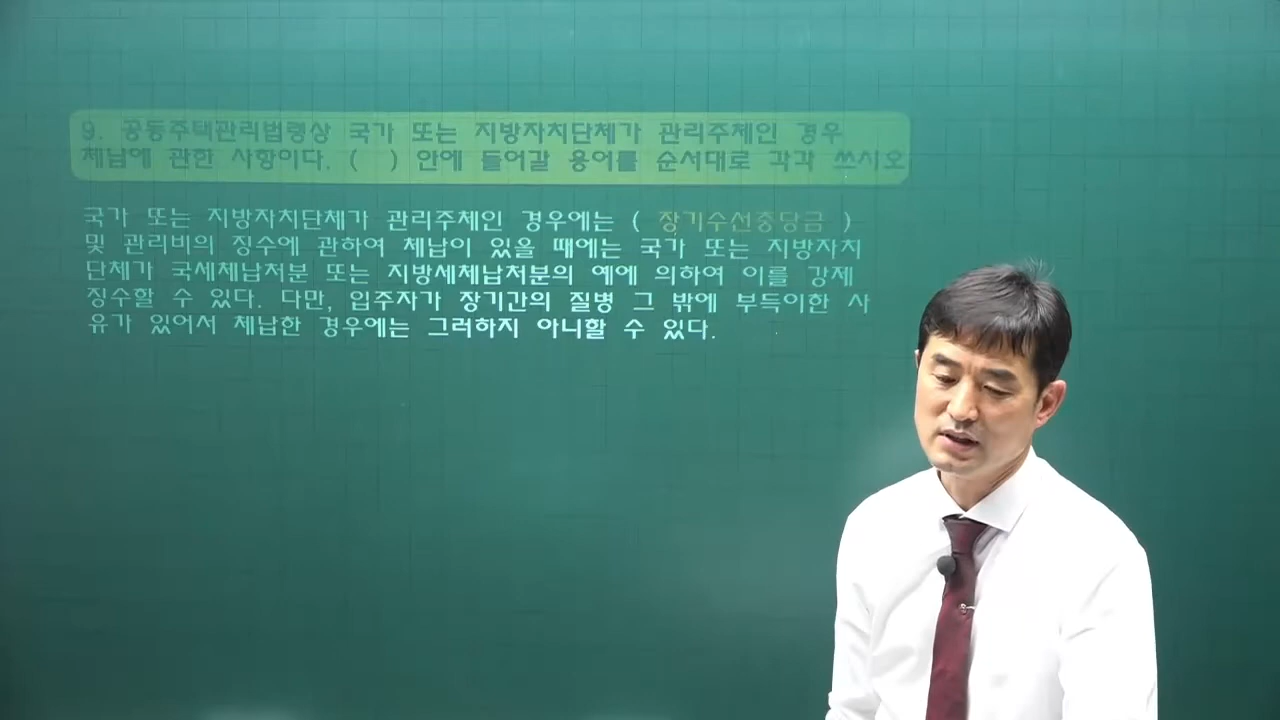 9. 공동주택관리법령상 국가 또는 지방자치단체가 관리주체인 경우
체납에 관한 사항이다. (   ) 안에 들어갈 용어를 순서대로 각각 쓰시오
국가 또는 지방자치단체가 관리주체인 경우에는 ( 장기수선충당금 )
및 관리비의 징수에 관하여 체납이 있을 때에는 국가 또는 지방자치
단체가 국세체납처분 또는 지방세체납처분의 예에 의하여 이를 강제
징수할 수 있다. 다만, 입주자가 장기간의 질병 그 밖에 부득이한 사
유가 있어서 체납한 경우에는 그러하지 아니할 수 있다.